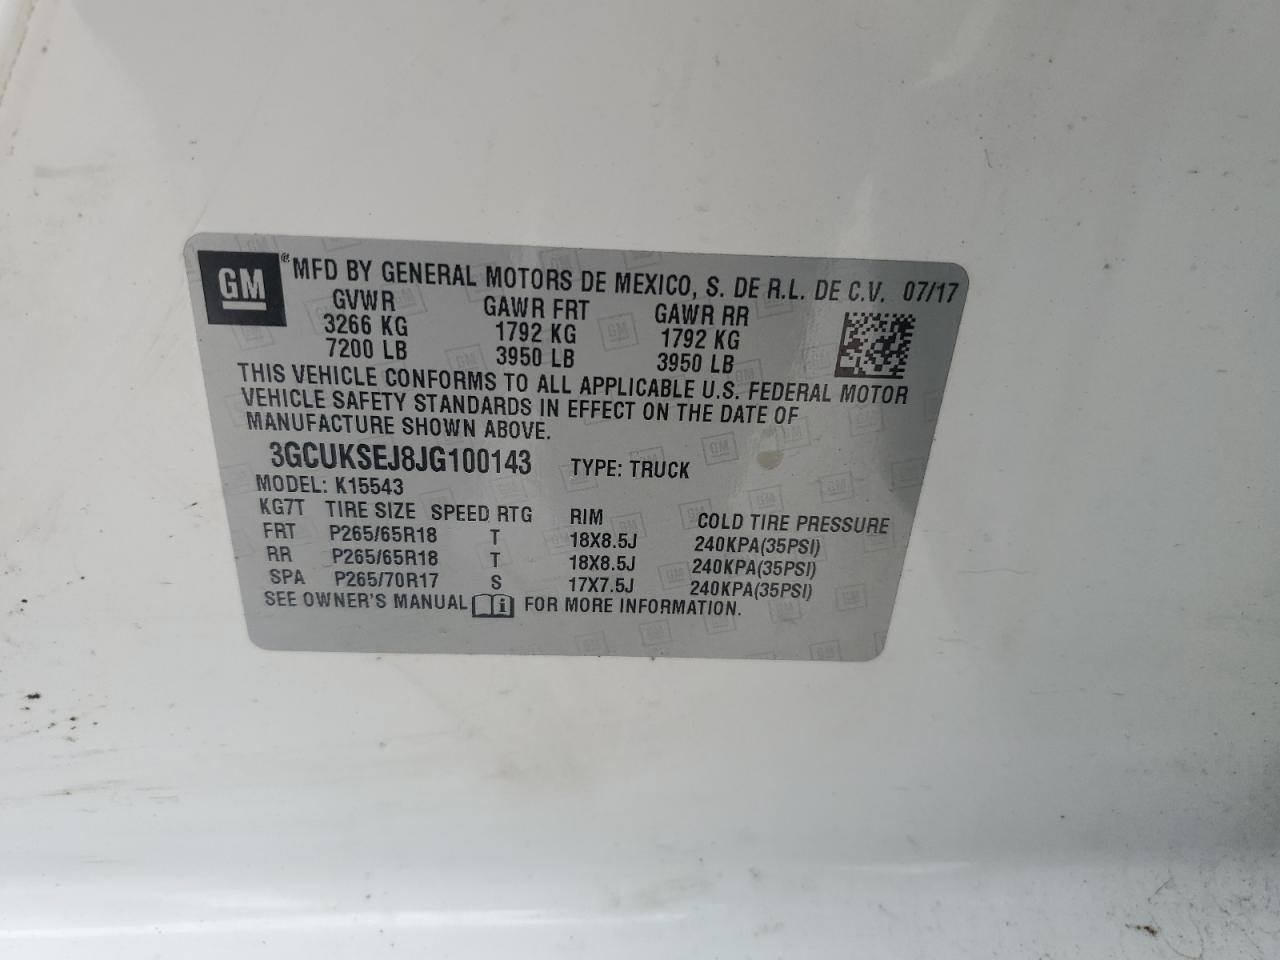 GM ® MFD BY GENERAL MOTORS DE MEXICO, S. DE R.L. DE C.V. 07/17
GVWR GAWR FRT GAWR RR
3266 KG 1792 KG 1792 KG
7200 LB 3950 LB 3950 LB
THIS VEHICLE CONFORMS TO ALL APPLICABLE U.S. FEDERAL MOTOR
VEHICLE SAFETY STANDARDS IN EFFECT ON THE DATE OF
MANUFACTURE SHOWN ABOVE.
3GCUKSEJ8JG100143 TYPE: TRUCK
MODEL: K15543
KG7T TIRE SIZE SPEED RTG RIM COLD TIRE PRESSURE
FRT P265/65R18 T 18X8.5J 240KPA(35PSI)
RR P265/65R18 T 18X8.5J 240KPA(35PSI)
SPA P265/70R17 S 17X7.5J 240KPA(35PSI)
SEE OWNER'S MANUAL i FOR MORE INFORMATION.